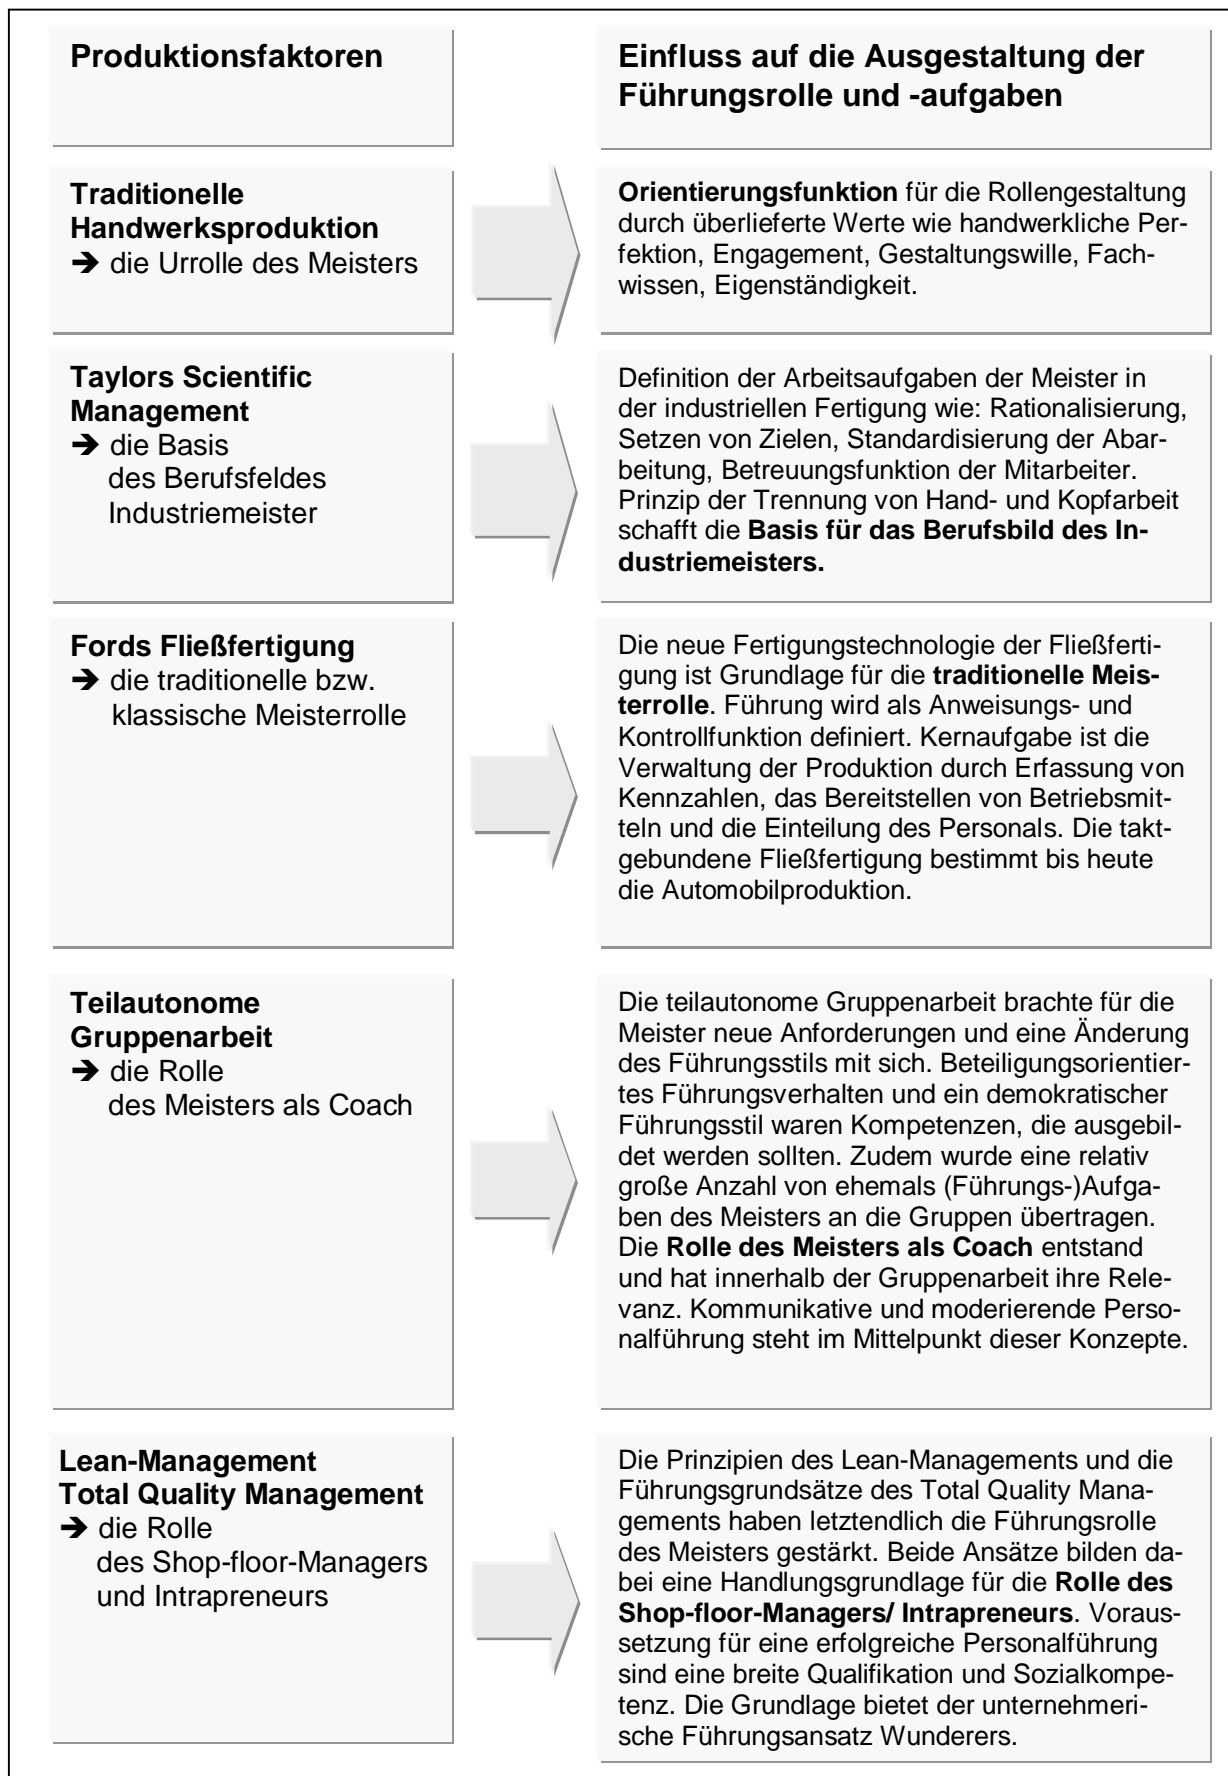 Produktionsfaktoren
Einfluss auf die Ausgestaltung der
Führungsrolle und -aufgaben
Traditionelle
Handwerksproduktion
➔ die Urrolle des Meisters
Orientierungsfunktion für die Rollengestaltung
durch überlieferte Werte wie handwerkliche Per-
fektion, Engagement, Gestaltungswille, Fach-
wissen, Eigenständigkeit.
Taylors Scientific
Management
➔ die Basis
des Berufsfeldes
Industriemeister
Definition der Arbeitsaufgaben der Meister in
der industriellen Fertigung wie: Rationalisierung,
Setzen von Zielen, Standardisierung der Abar-
beitung, Betreuungsfunktion der Mitarbeiter.
Prinzip der Trennung von Hand- und Kopfarbeit
schafft die Basis für das Berufsbild des In-
dustriemeisters.
Fords Fließfertigung
➔ die traditionelle bzw.
klassische Meisterrolle
Die neue Fertigungstechnologie der Fließferti-
gung ist Grundlage für die traditionelle Meis-
terrolle. Führung wird als Anweisungs- und
Kontrollfunktion definiert. Kernaufgabe ist die
Verwaltung der Produktion durch Erfassung von
Kennzahlen, das Bereitstellen von Betriebsmit-
teln und die Einteilung des Personals. Die takt-
gebundene Fließfertigung bestimmt bis heute
die Automobilproduktion.
Teilautonome
Gruppenarbeit
➔ die Rolle
des Meisters als Coach
Die teilautonome Gruppenarbeit brachte für die
Meister neue Anforderungen und eine Änderung
des Führungsstils mit sich. Beteiligungsorientier-
tes Führungsverhalten und ein demokratischer
Führungsstil waren Kompetenzen, die ausgebil-
det werden sollten. Zudem wurde eine relativ
große Anzahl von ehemals (Führungs-)Aufga-
ben des Meisters an die Gruppen übertragen.
Die Rolle des Meisters als Coach entstand
und hat innerhalb der Gruppenarbeit ihre Rele-
vanz. Kommunikative und moderierende Perso-
nalführung steht im Mittelpunkt dieser Konzepte.
Lean-Management
Total Quality Management
➔ die Rolle
des Shop-floor-Managers
und Intrapreneurs
Die Prinzipien des Lean-Managements und die
Führungsgrundsätze des Total Quality Mana-
gements haben letztendlich die Führungsrolle
des Meisters gestärkt. Beide Ansätze bilden da-
bei eine Handlungsgrundlage für die Rolle des
Shop-floor-Managers/ Intrapreneurs. Voraus-
setzung für eine erfolgreiche Personalführung
sind eine breite Qualifikation und Sozialkompe-
tenz. Die Grundlage bietet der unternehmeri-
sche Führungsansatz Wunderers.